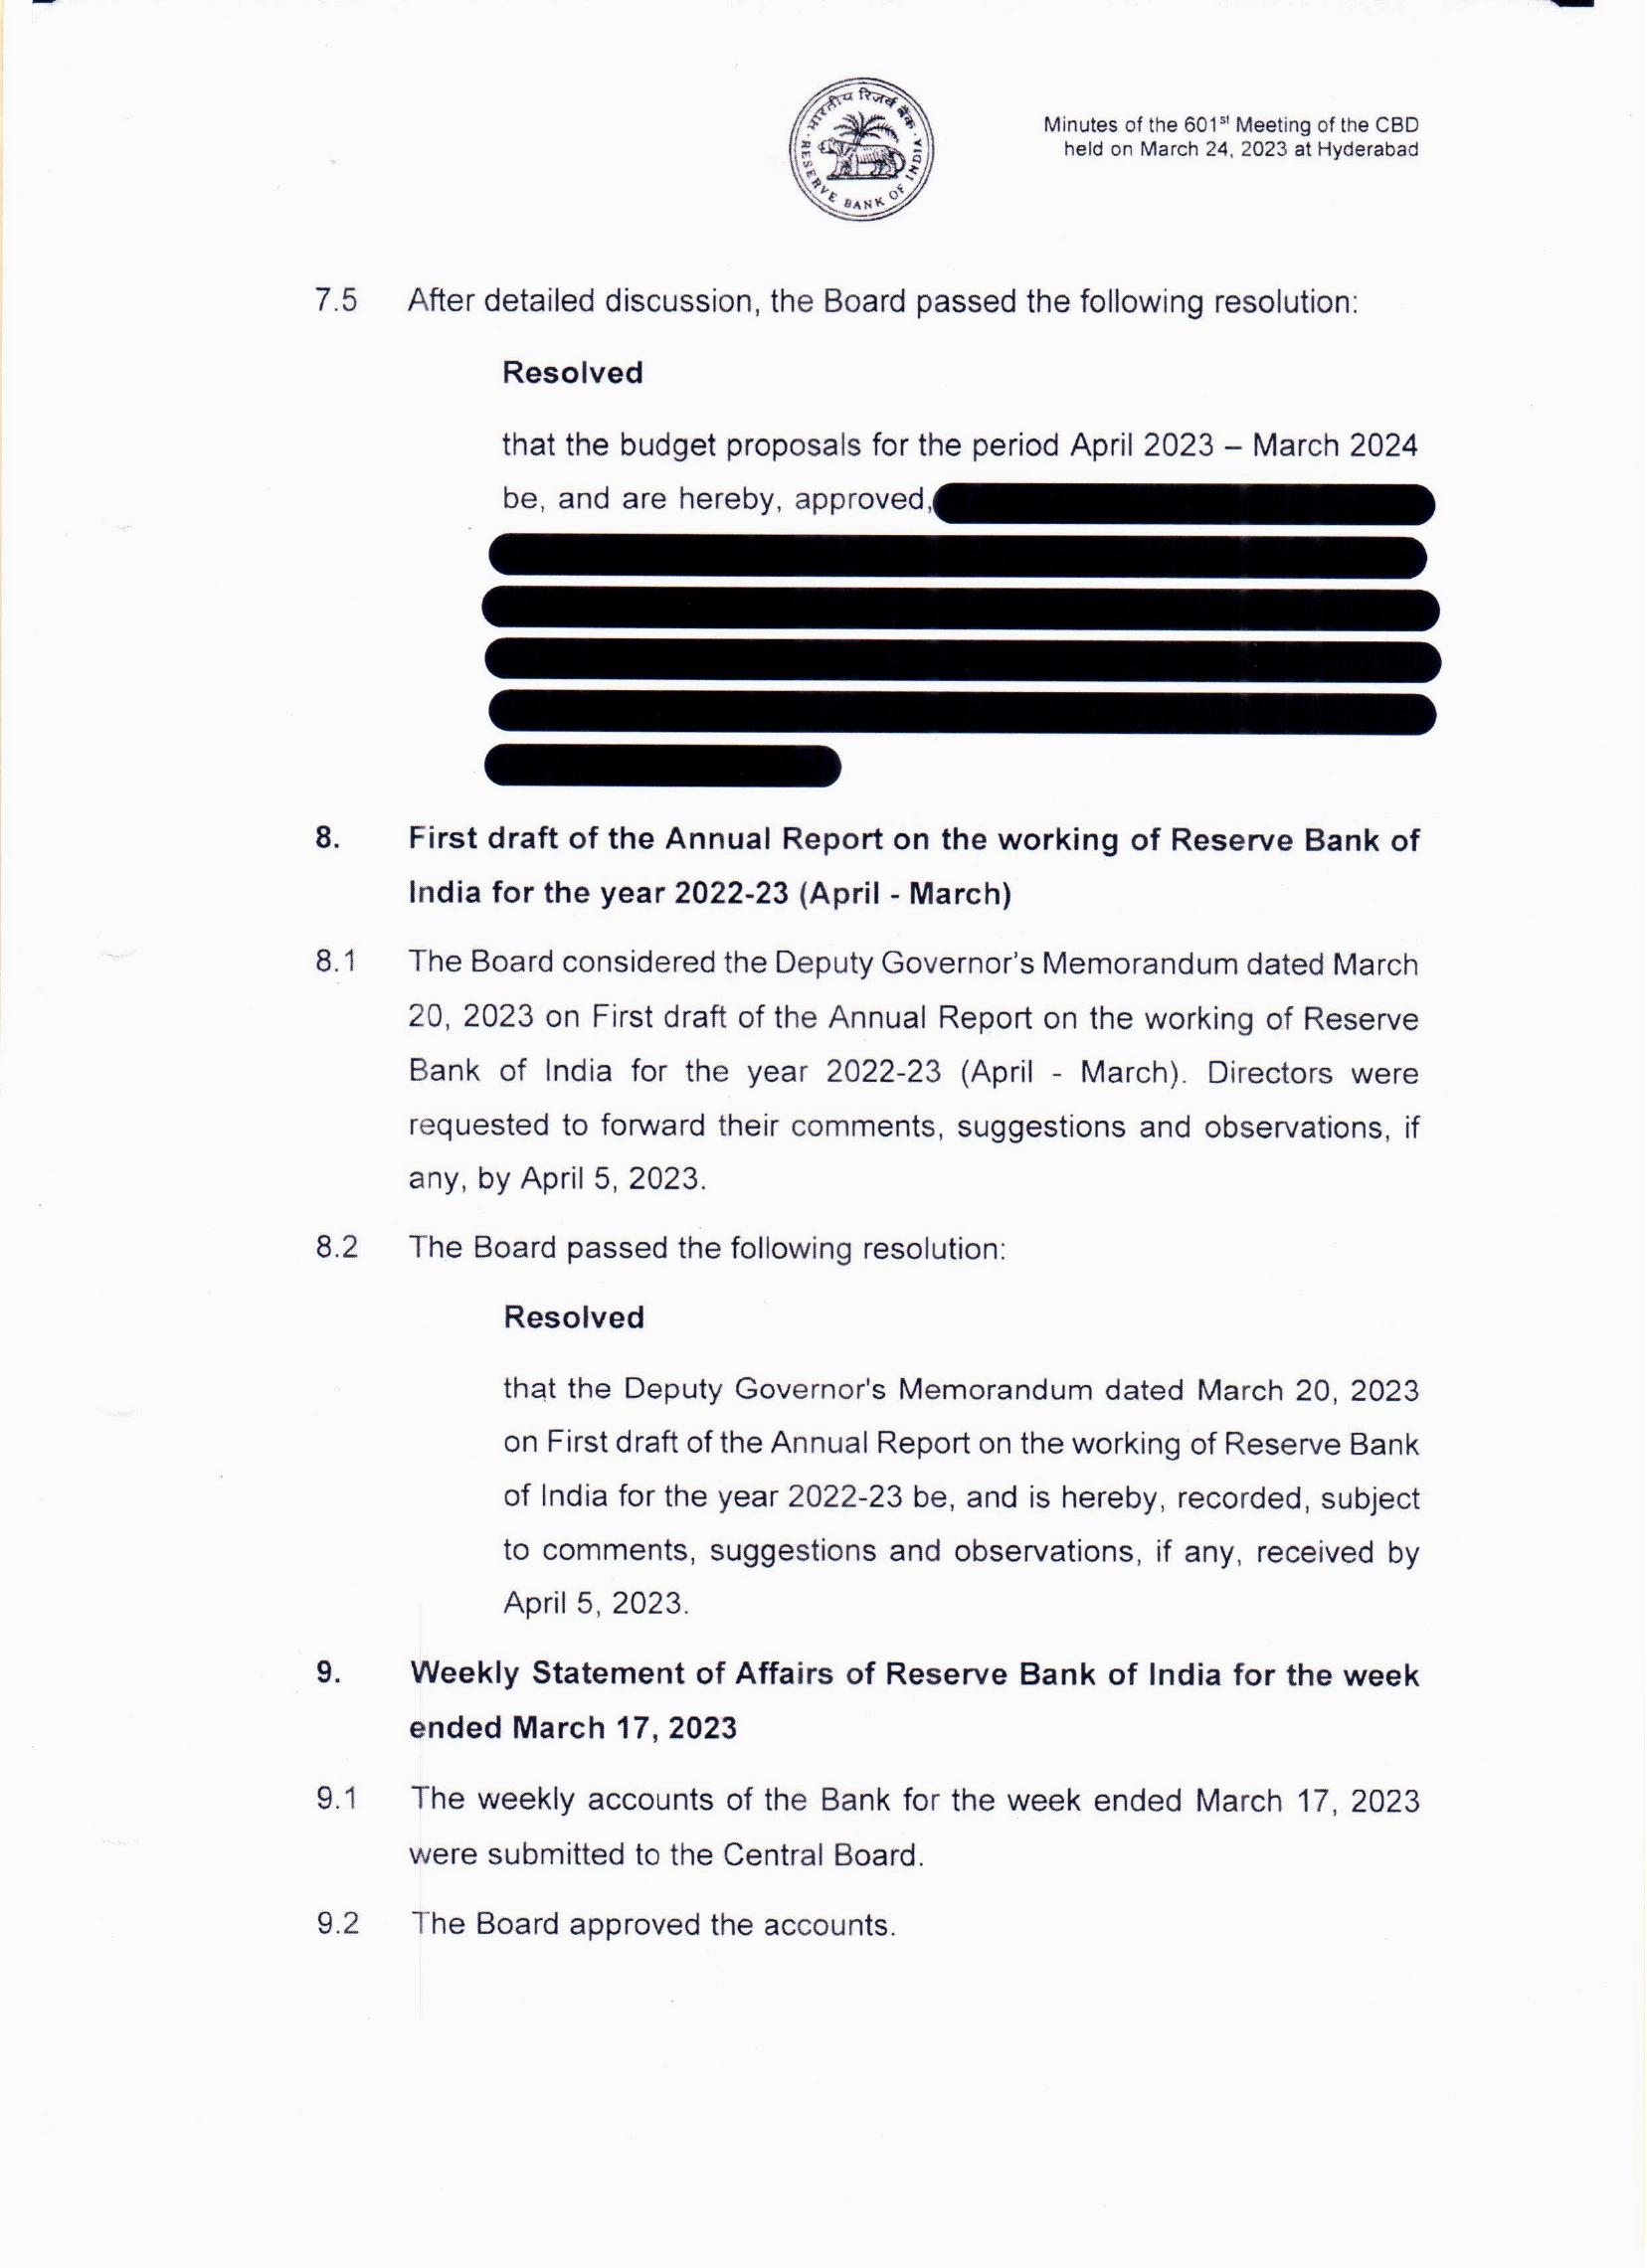 भारतीय रिज़र्व बैंक
RESERVE BANK OF INDIA
Minutes of the 601st Meeting of the CBD
held on March 24, 2023 at Hyderabad
7.5 After detailed discussion, the Board passed the following resolution:
Resolved
that the budget proposals for the period April 2023 – March 2024
be, and are hereby, approved,
8. First draft of the Annual Report on the working of Reserve Bank of
India for the year 2022-23 (April - March)
8.1 The Board considered the Deputy Governor's Memorandum dated March
20, 2023 on First draft of the Annual Report on the working of Reserve
Bank of India for the year 2022-23 (April - March). Directors were
requested to forward their comments, suggestions and observations, if
any, by April 5, 2023.
8.2 The Board passed the following resolution:
Resolved
that the Deputy Governor's Memorandum dated March 20, 2023
on First draft of the Annual Report on the working of Reserve Bank
of India for the year 2022-23 be, and is hereby, recorded, subject
to comments, suggestions and observations, if any, received by
April 5, 2023.
9. Weekly Statement of Affairs of Reserve Bank of India for the week
ended March 17, 2023
9.1 The weekly accounts of the Bank for the week ended March 17, 2023
were submitted to the Central Board.
9.2 The Board approved the accounts.